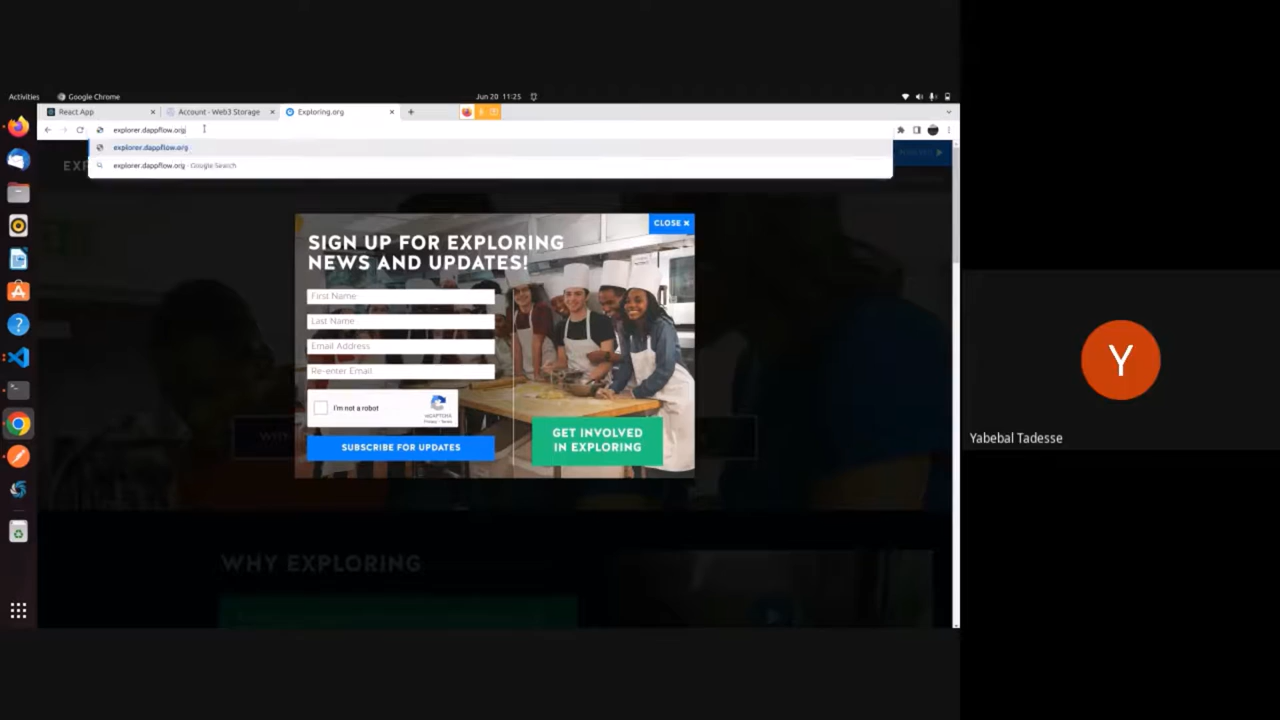 Activities
Google Chrome
Jun 20 11:25
React App
Account - Web3 Storage
Exploring.org
explorer.dappflow.org
explorer.dappflow.org
explorer.dappflow.org - Google Search
EXP
CLOSE ×
SIGN UP FOR EXPLORING
NEWS AND UPDATES!
First Name
Last Name
Email Address
Re-enter Email
I'm not a robot
reCAPTCHA
Privacy - Terms
SUBSCRIBE FOR UPDATES
GET INVOLVED
IN EXPLORING
WHY EXPLORING
Y
Yabebal Tadesse